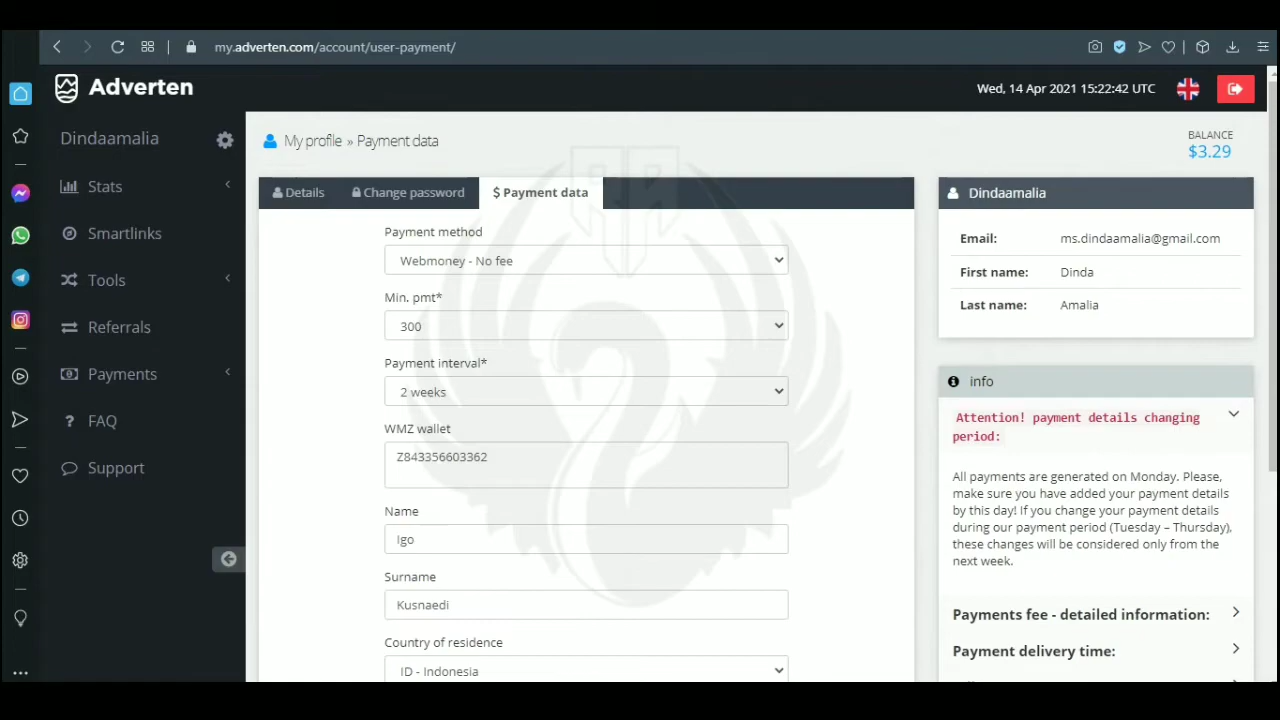 my.adverten.com/account/user-payment/
Adverten
Wed, 14 Apr 2021 15:22:42 UTC
Dindaamalia
Stats
Smartlinks
Tools
Referrals
Payments
FAQ
Support
My profile » Payment data
BALANCE
$3.29
Details
Change password
$ Payment data
Payment method
Webmoney - No fee
Min. pmt*
300
Payment interval*
2 weeks
WMZ wallet
Z843356603362
Name
Igo
Surname
Kusnaedi
Country of residence
ID - Indonesia
Dindaamalia
Email: ms.dindaamalia@gmail.com
First name: Dinda
Last name: Amalia
info
Attention! payment details changing
period:
All payments are generated on Monday. Please,
make sure you have added your payment details
by this day! If you change your payment details
during our payment period (Tuesday – Thursday),
these changes will be considered only from the
next week.
Payments fee - detailed information:
Payment delivery time: